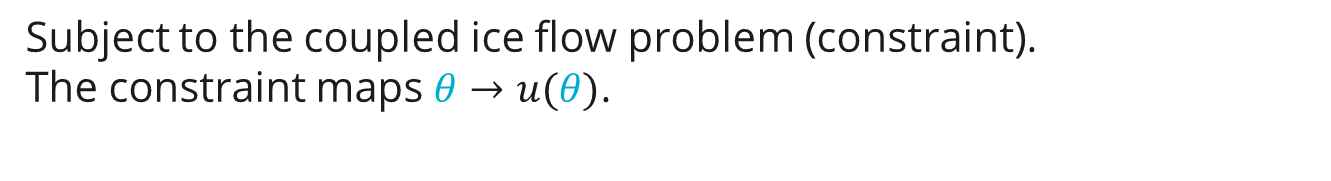 Subject to the coupled ice flow problem (constraint).
The constraint maps θ → u(θ).